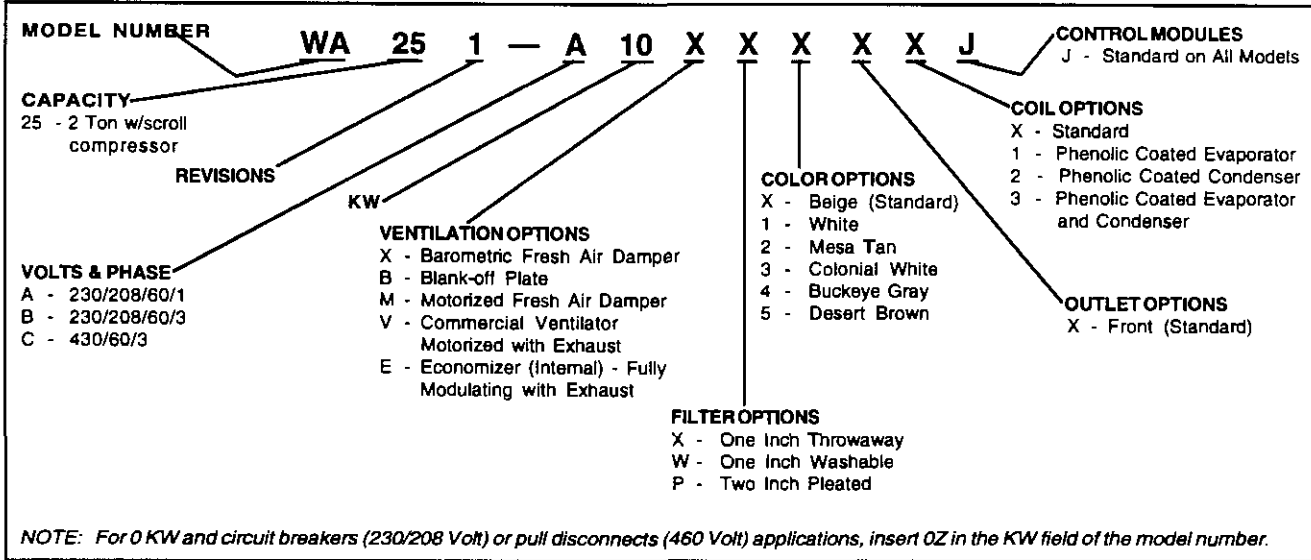 MODEL NUMBER
WA 25 1 — A 10 X X X X X J
CONTROL MODULES
J - Standard on All Models
CAPACITY
25 - 2 Ton w/scroll
compressor
COIL OPTIONS
X - Standard
1 - Phenolic Coated Evaporator
2 - Phenolic Coated Condenser
3 - Phenolic Coated Evaporator
and Condenser
REVISIONS
KW
COLOR OPTIONS
X - Beige (Standard)
1 - White
2 - Mesa Tan
3 - Colonial White
4 - Buckeye Gray
5 - Desert Brown
VENTILATION OPTIONS
X - Barometric Fresh Air Damper
B - Blank-off Plate
M - Motorized Fresh Air Damper
V - Commercial Ventilator
Motorized with Exhaust
E - Economizer (Internal) - Fully
Modulating with Exhaust
VOLTS & PHASE
A - 230/208/60/1
B - 230/208/60/3
C - 430/60/3
OUTLET OPTIONS
X - Front (Standard)
FILTER OPTIONS
X - One Inch Throwaway
W - One Inch Washable
P - Two Inch Pleated
NOTE: For 0 KW and circuit breakers (230/208 Volt) or pull disconnects (460 Volt) applications, insert 0Z in the KW field of the model number.